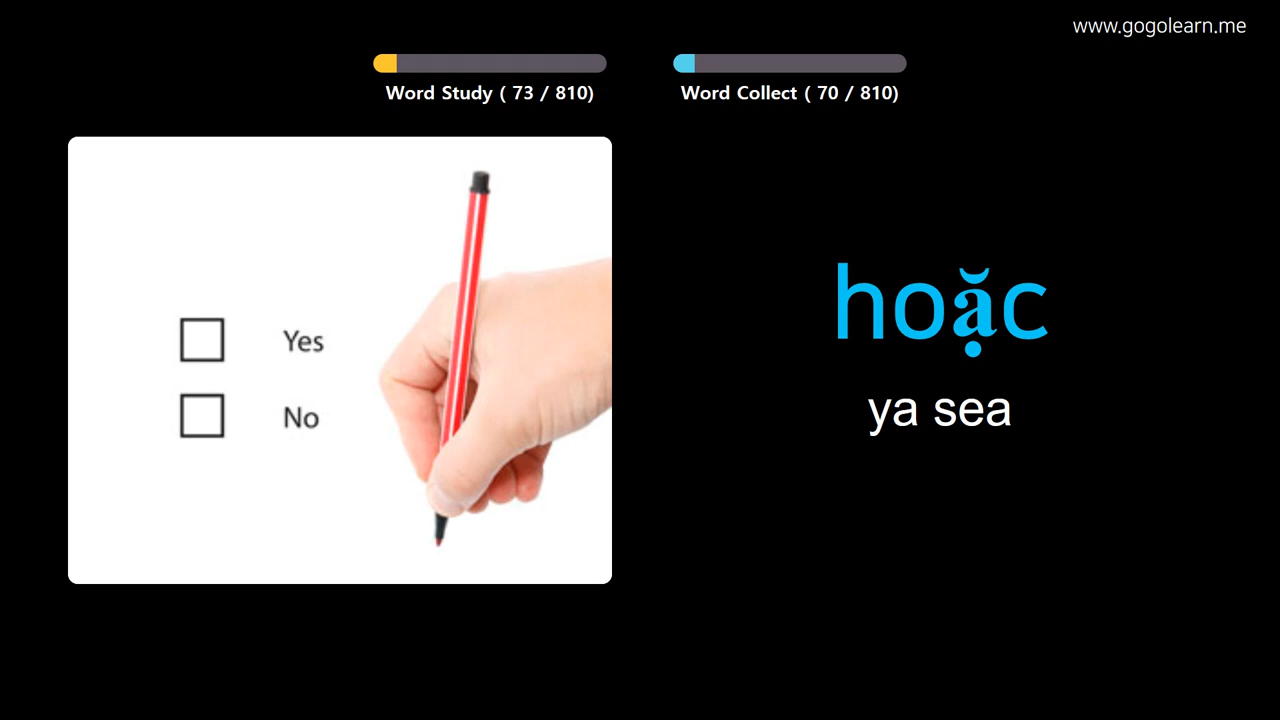 www.gogolearn.me
Word Study ( 73 / 810)
Word Collect ( 70 / 810)
Yes
No
hoặc
ya sea